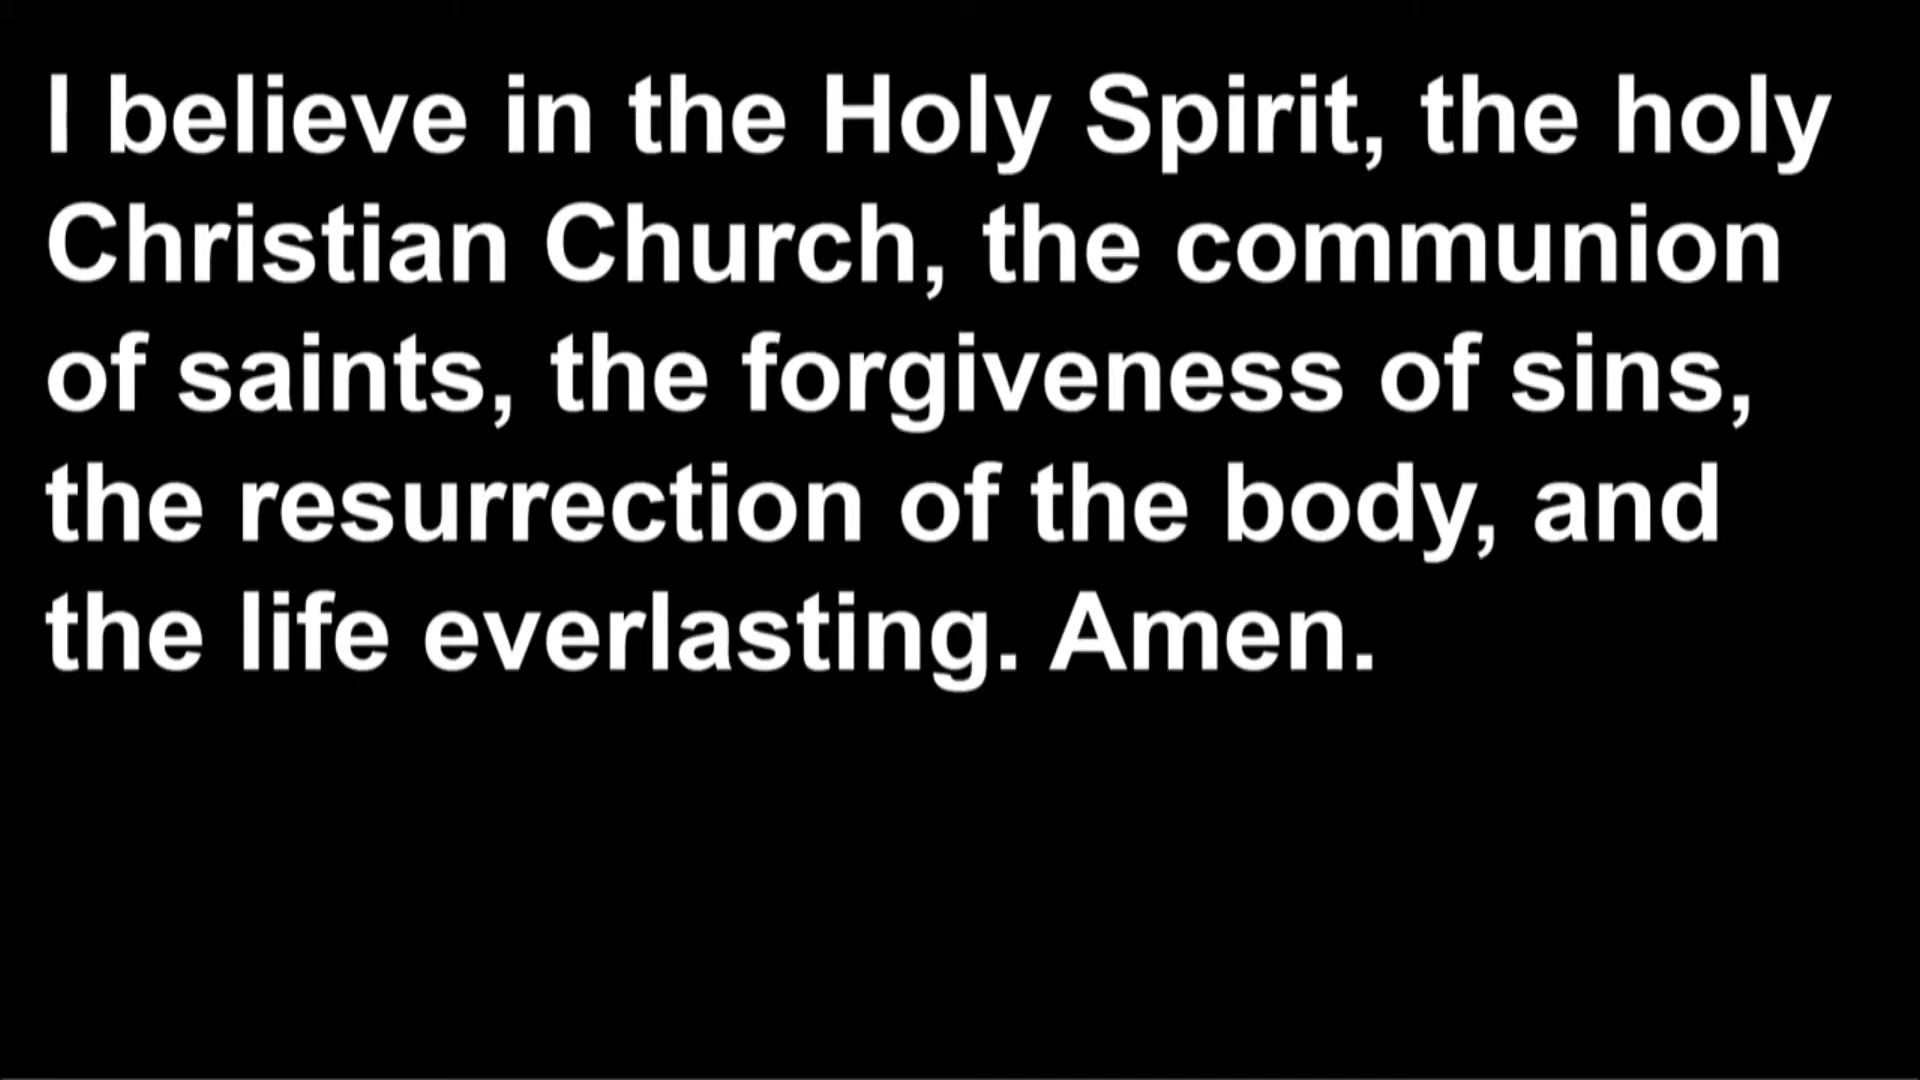 I believe in the Holy Spirit, the holy
Christian Church, the communion
of saints, the forgiveness of sins,
the resurrection of the body, and
the life everlasting. Amen.